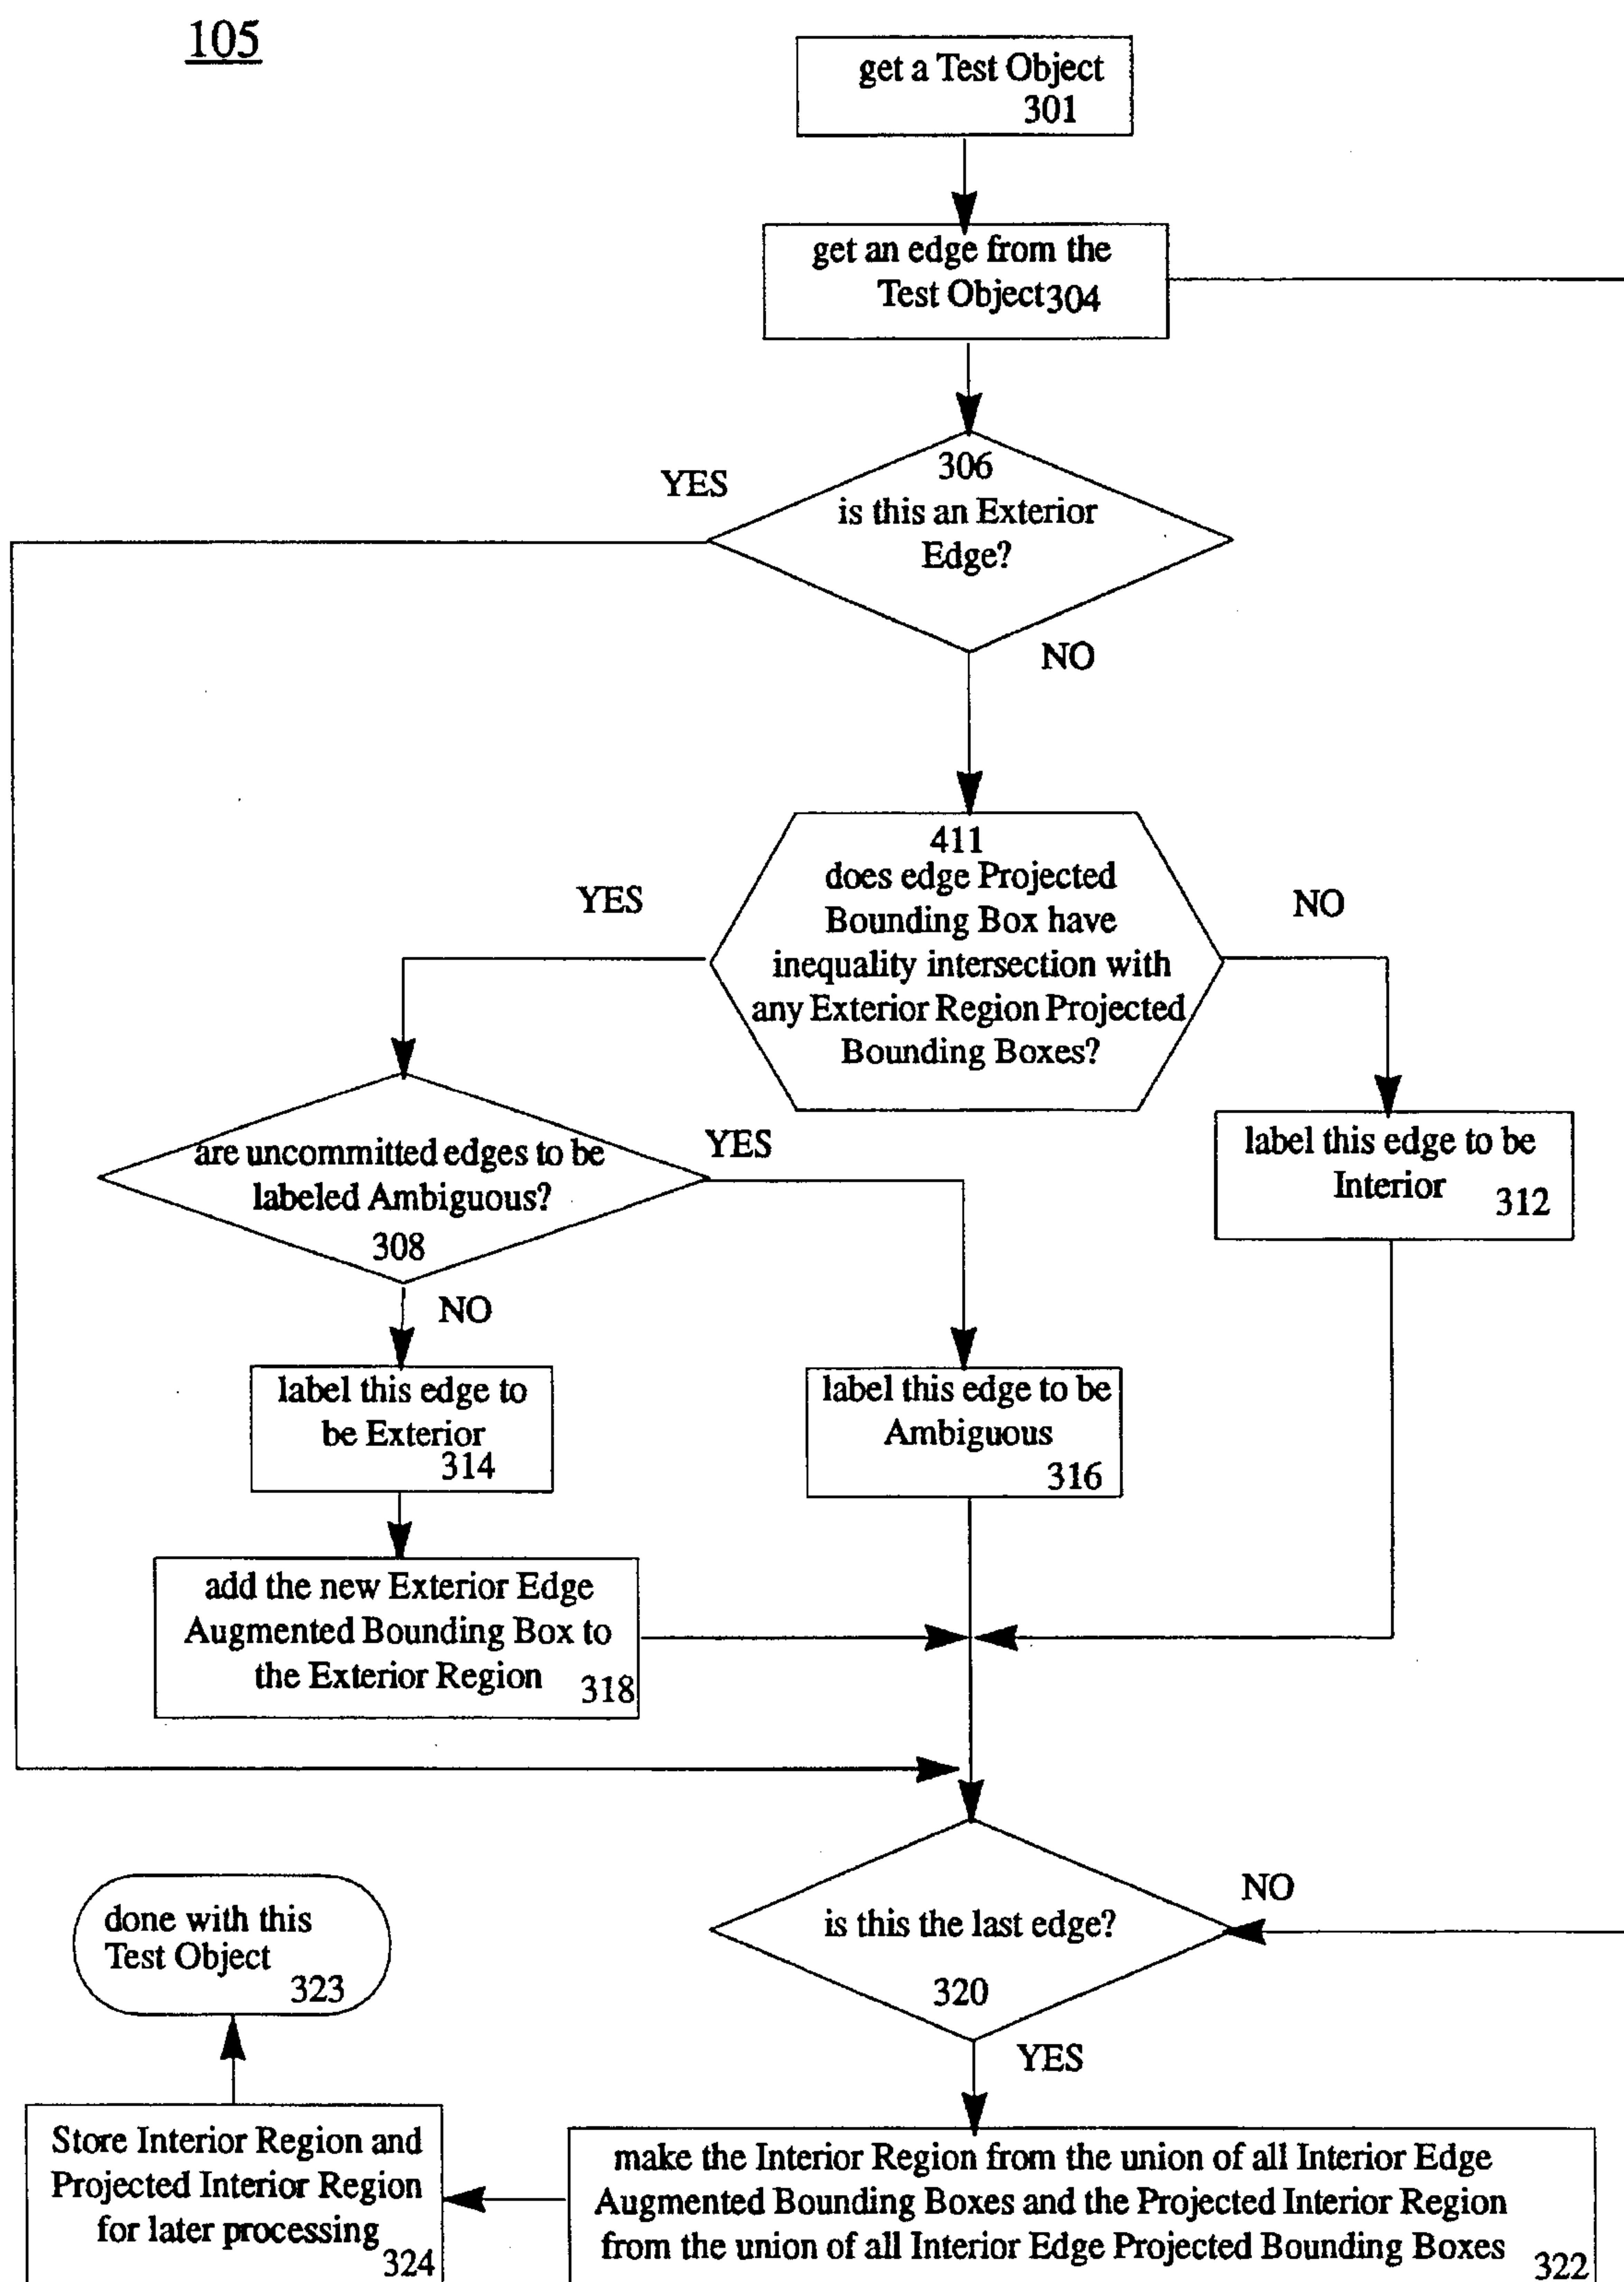 105
get a Test Object
301
get an edge from the
Test Object304
306
YES
is this an Exterior
Edge?
NO
411
does edge Projected
YES
NO
Bounding Box have
inequality intersection with
any Exterior Region Projected
Bounding Boxes?
YES
are uncommitted edges to be
labeled Ambiguous?
308
label this edge to be
Interior
312
NO
label this edge to
be Exterior
314
label this edge to be
Ambiguous
316
add the new Exterior Edge
Augmented Bounding Box to
the Exterior Region
318
NO
is this the last edge?
320
done with this
Test Object
323
YES
Store Interior Region and
Projected Interior Region
for later processing
324
make the Interior Region from the union of all Interior Edge
Augmented Bounding Boxes and the Projected Interior Region
from the union of all Interior Edge Projected Bounding Boxes
322